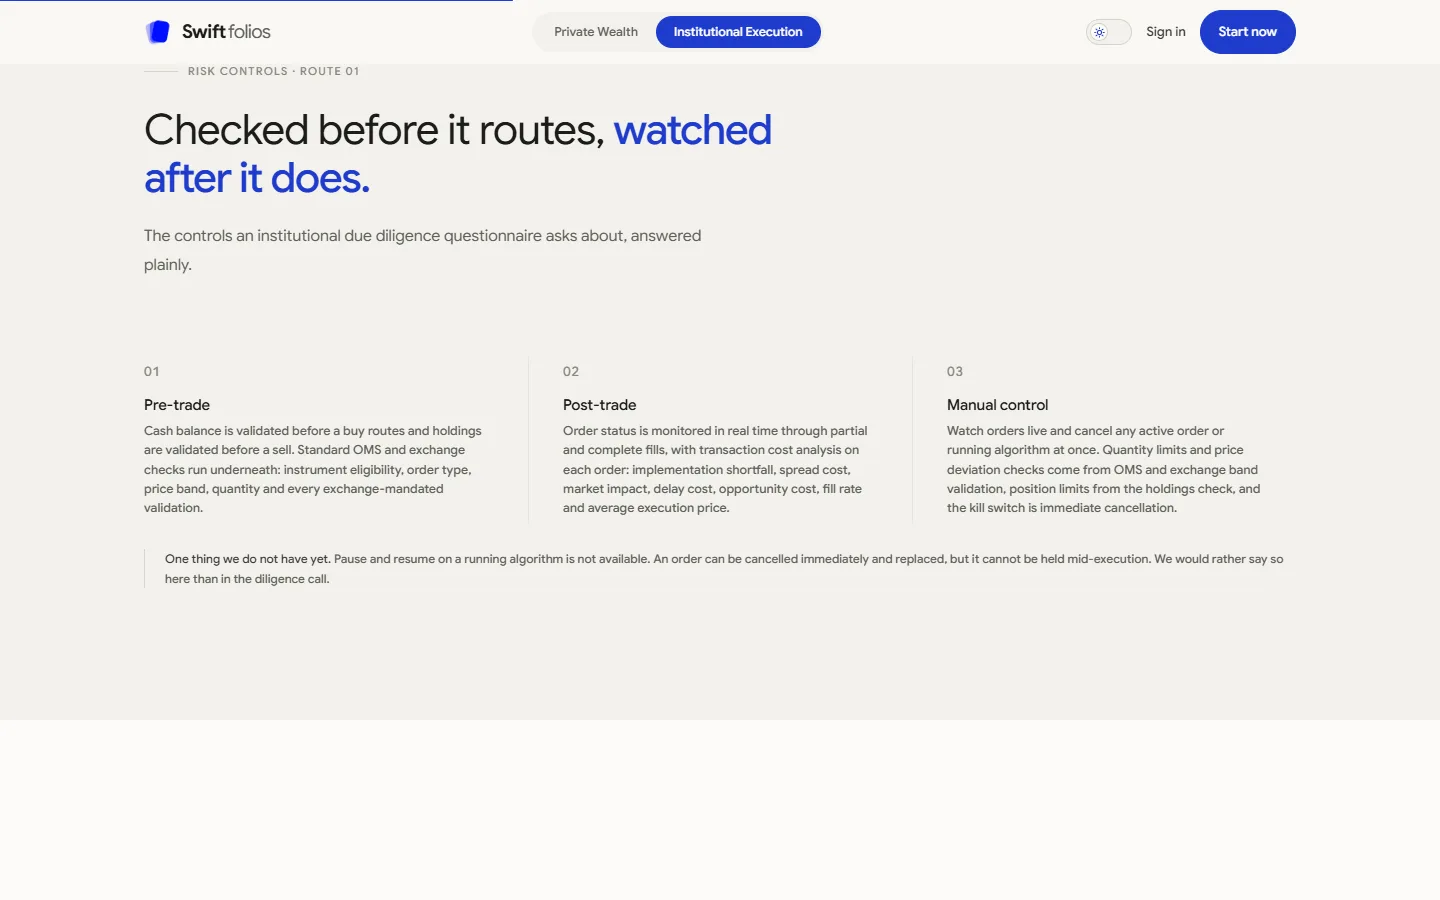 Swiftfolios
Private Wealth
Institutional Execution
Sign in
Start now
RISK CONTROLS · ROUTE 01
Checked before it routes, watched
after it does.
The controls an institutional due diligence questionnaire asks about, answered
plainly.
01
Pre-trade
Cash balance is validated before a buy routes and holdings
are validated before a sell. Standard OMS and exchange
checks run underneath: instrument eligibility, order type,
price band, quantity and every exchange-mandated
validation.
02
Post-trade
Order status is monitored in real time through partial
and complete fills, with transaction cost analysis on
each order: implementation shortfall, spread cost,
market impact, delay cost, opportunity cost, fill rate
and average execution price.
03
Manual control
Watch orders live and cancel any active order or
running algorithm at once. Quantity limits and price
deviation checks come from OMS and exchange band
validation, position limits from the holdings check, and
the kill switch is immediate cancellation.
One thing we do not have yet. Pause and resume on a running algorithm is not available. An order can be cancelled immediately and replaced, but it cannot be held mid-execution. We would rather say so
here than in the diligence call.